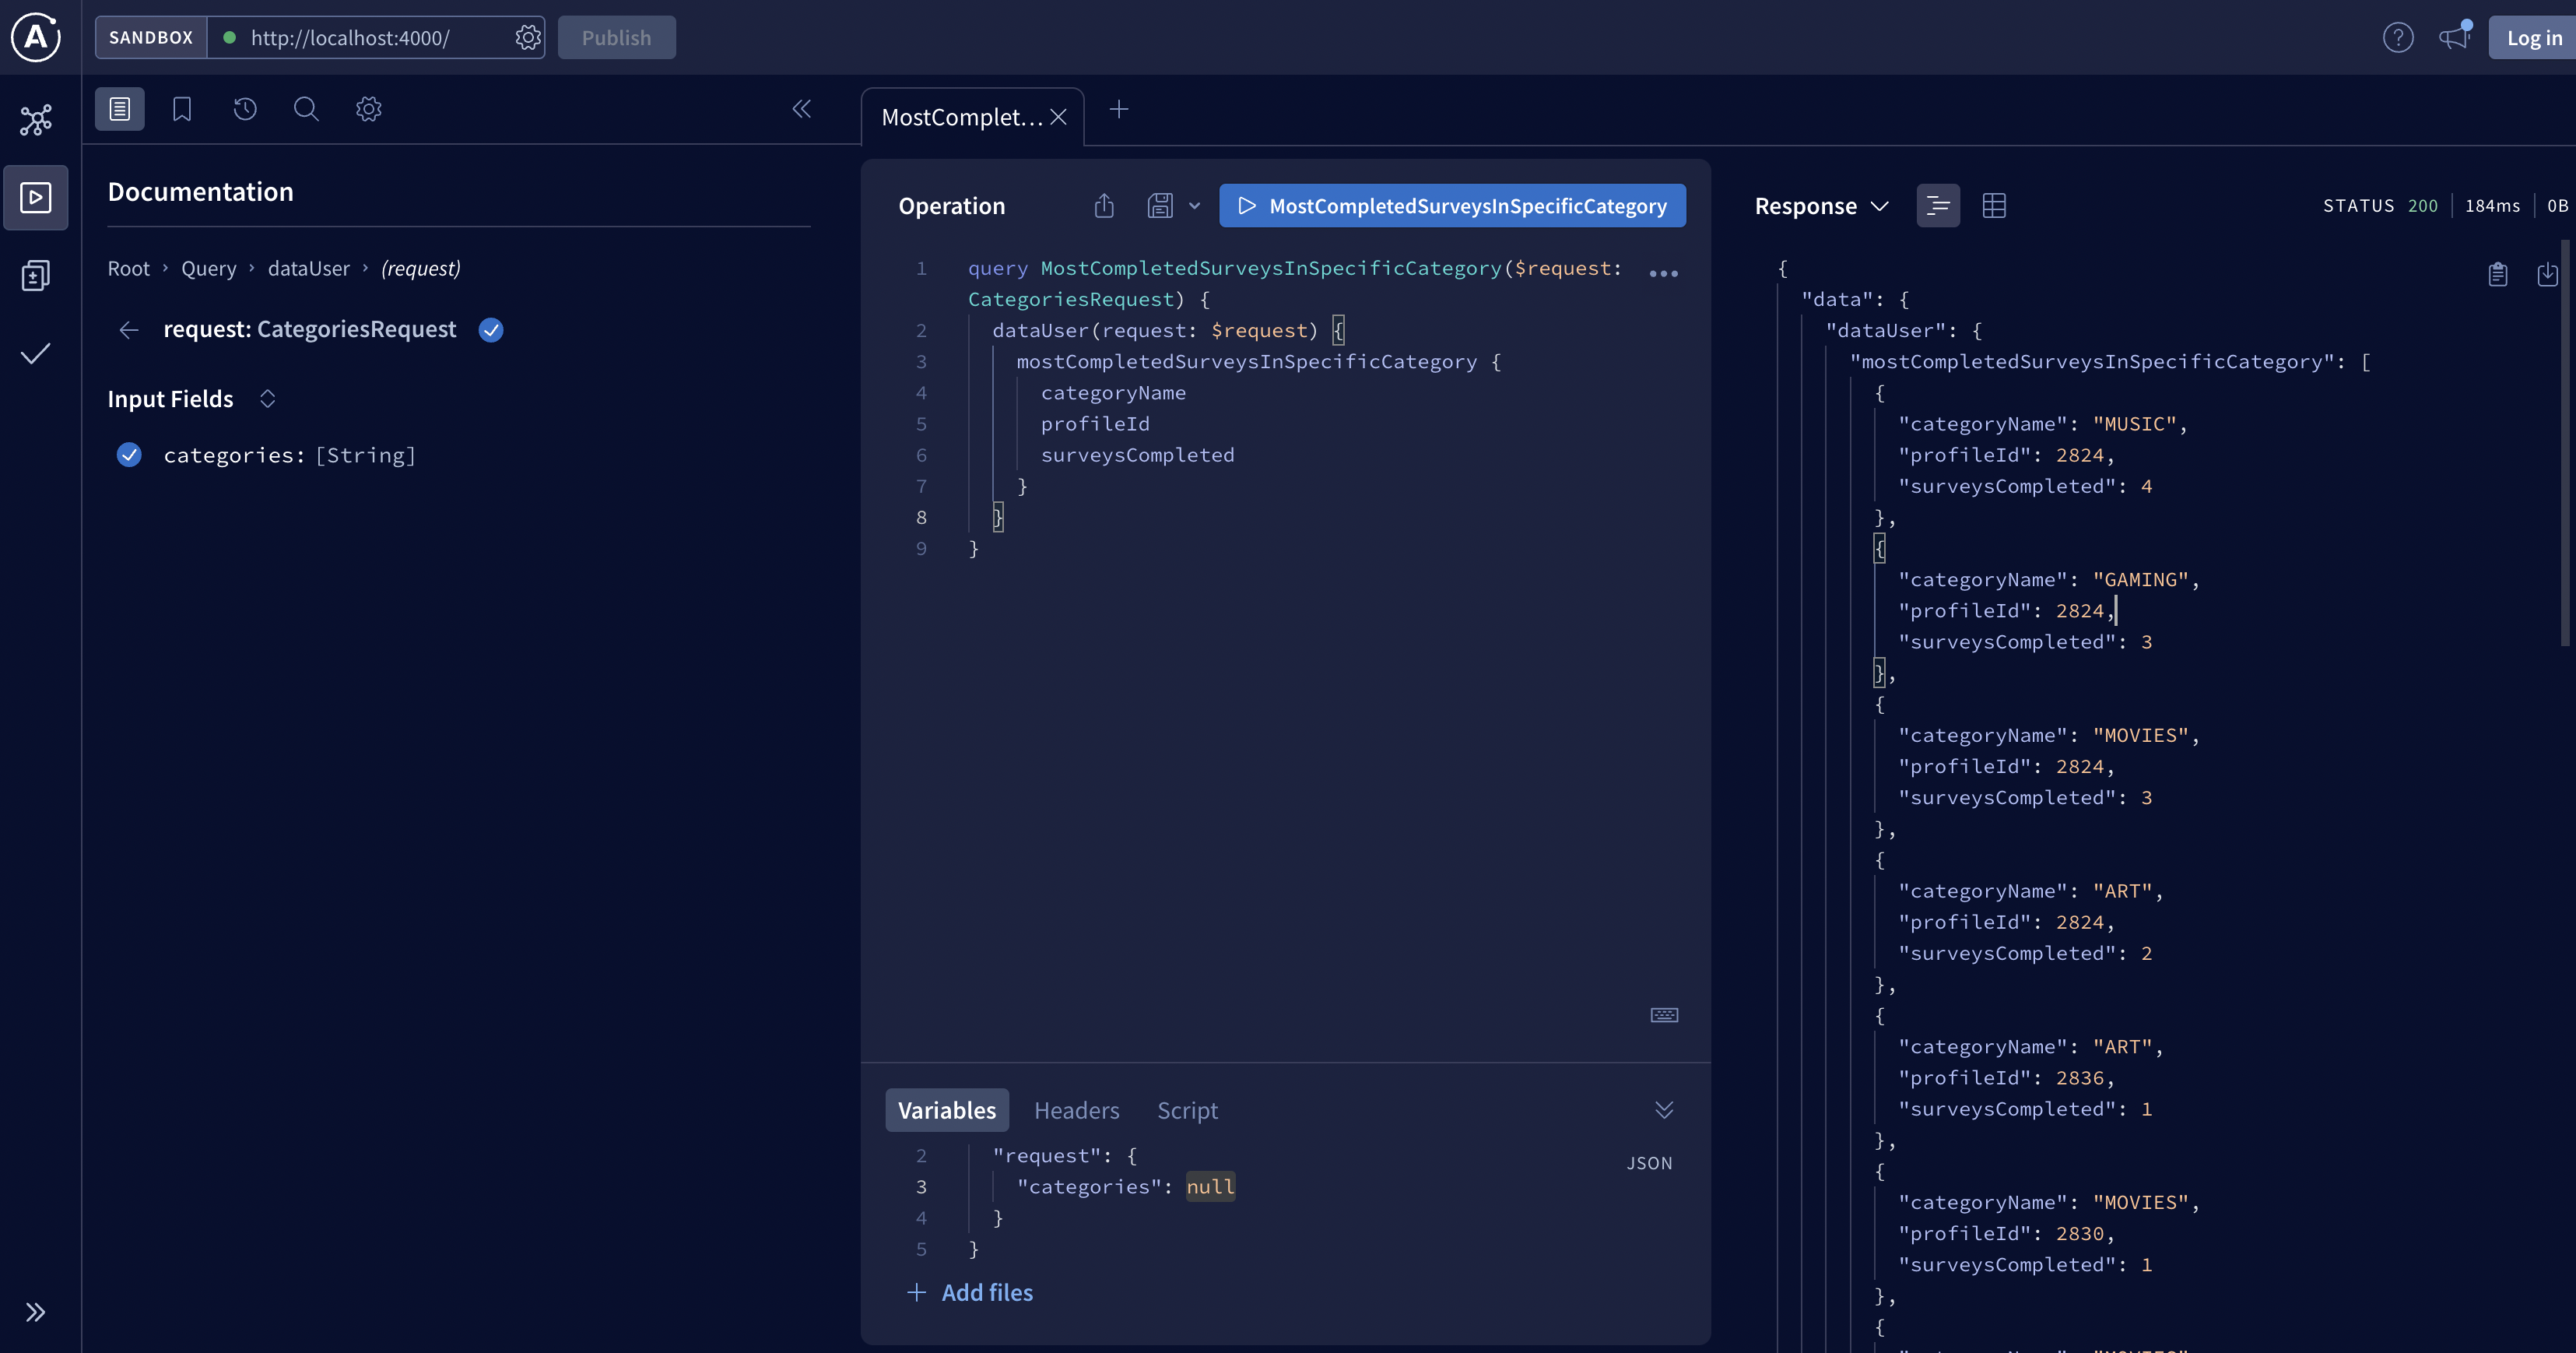 A
SANDBOX
http://localhost:4000/
Publish
?
Log in
MostComplet...
Documentation
Root › Query › dataUser › (request)
request: CategoriesRequest
Input Fields
categories: [String]
Operation
MostCompletedSurveysInSpecificCategory
1 query MostCompletedSurveysInSpecificCategory($request:
CategoriesRequest) {
2 dataUser(request: $request) {
3 mostCompletedSurveysInSpecificCategory {
4 categoryName
5 profileId
6 surveysCompleted
7 }
8 }
9 }
Variables
Headers
Script
2 "request": {
JSON
3 "categories": null
4 }
5 }
+ Add files
Response
STATUS 200
184ms
0B
{
"data": {
"dataUser": {
"mostCompletedSurveysInSpecificCategory": [
{
"categoryName": "MUSIC",
"profileId": 2824,
"surveysCompleted": 4
},
{
"categoryName": "GAMING",
"profileId": 2824,
"surveysCompleted": 3
},
{
"categoryName": "MOVIES",
"profileId": 2824,
"surveysCompleted": 3
},
{
"categoryName": "ART",
"profileId": 2824,
"surveysCompleted": 2
},
{
"categoryName": "ART",
"profileId": 2836,
"surveysCompleted": 1
},
{
"categoryName": "MOVIES",
"profileId": 2830,
"surveysCompleted": 1
},
{